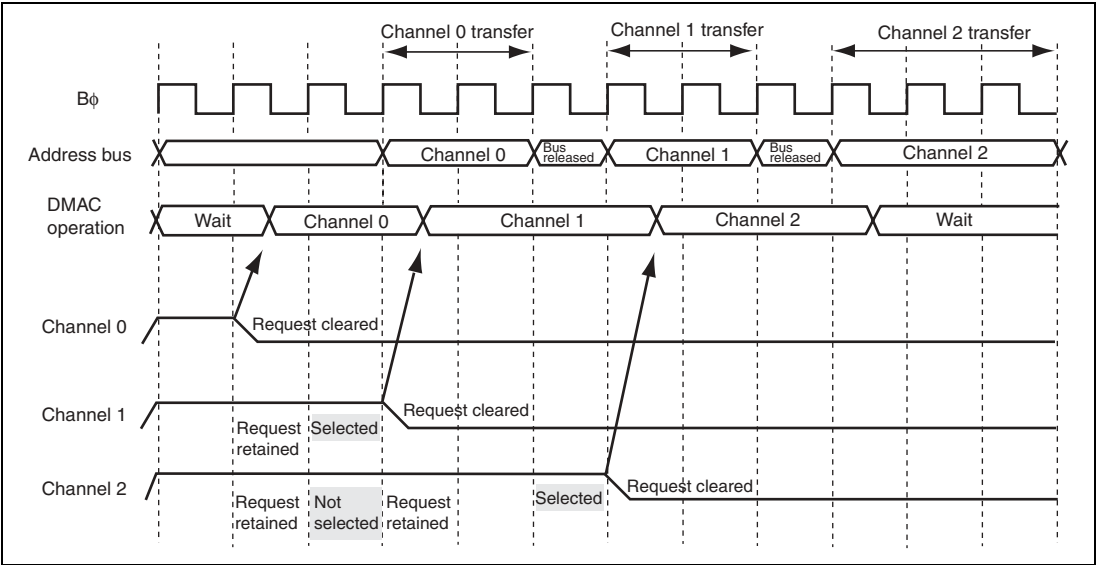 Channel 0 transfer
Channel 1 transfer
Channel 2 transfer
Bϕ
Address bus
Channel 0
Bus
released
Channel 1
Bus
released
Channel 2
DMAC
operation
Wait
Channel 0
Channel 1
Channel 2
Wait
Channel 0
Request cleared
Channel 1
Request cleared
Request
retained
Selected
Channel 2
Request cleared
Request
retained
Not
selected
Request
retained
Selected